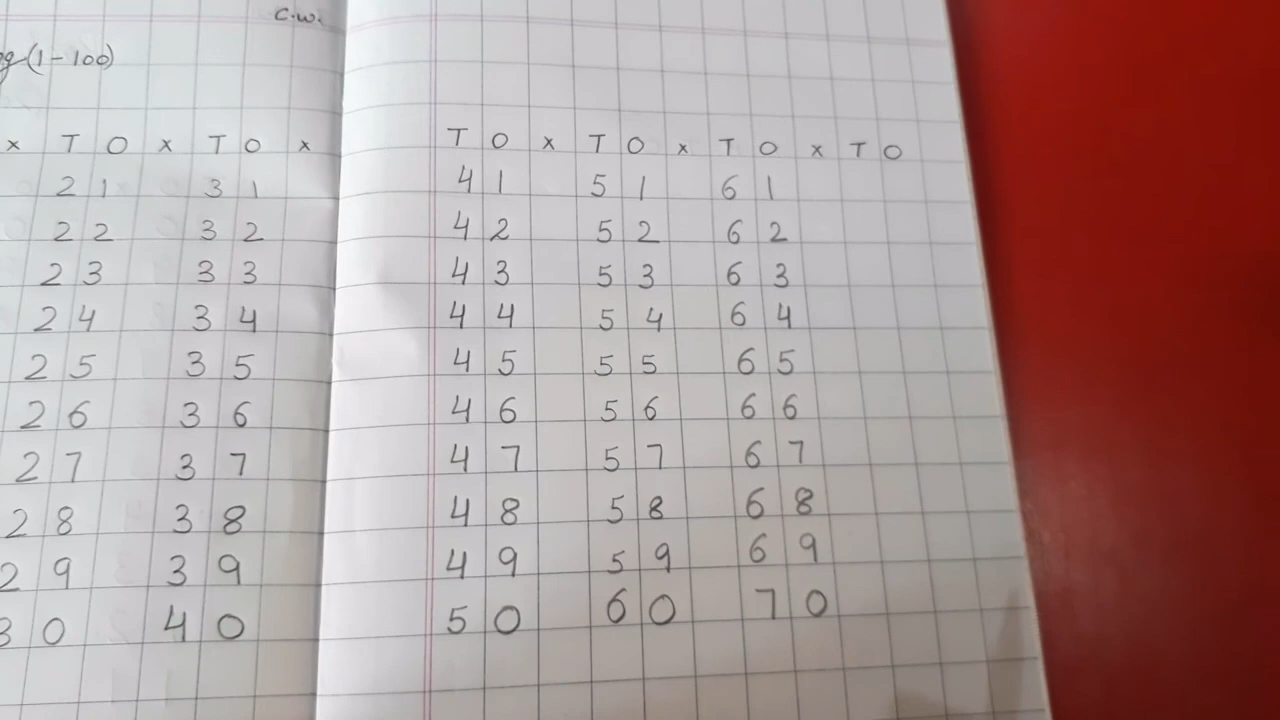 C.W.
(1-100)
x T O x T O x
2 1 3 1
2 2 3 2
2 3 3 3
2 4 3 4
2 5 3 5
2 6 3 6
2 7 3 7
2 8 3 8
2 9 3 9
3 0 4 0
T O x T O x T O x T O
4 1 5 1 6 1
4 2 5 2 6 2
4 3 5 3 6 3
4 4 5 4 6 4
4 5 5 5 6 5
4 6 5 6 6 6
4 7 5 7 6 7
4 8 5 8 6 8
4 9 5 9 6 9
5 0 6 0 7 0